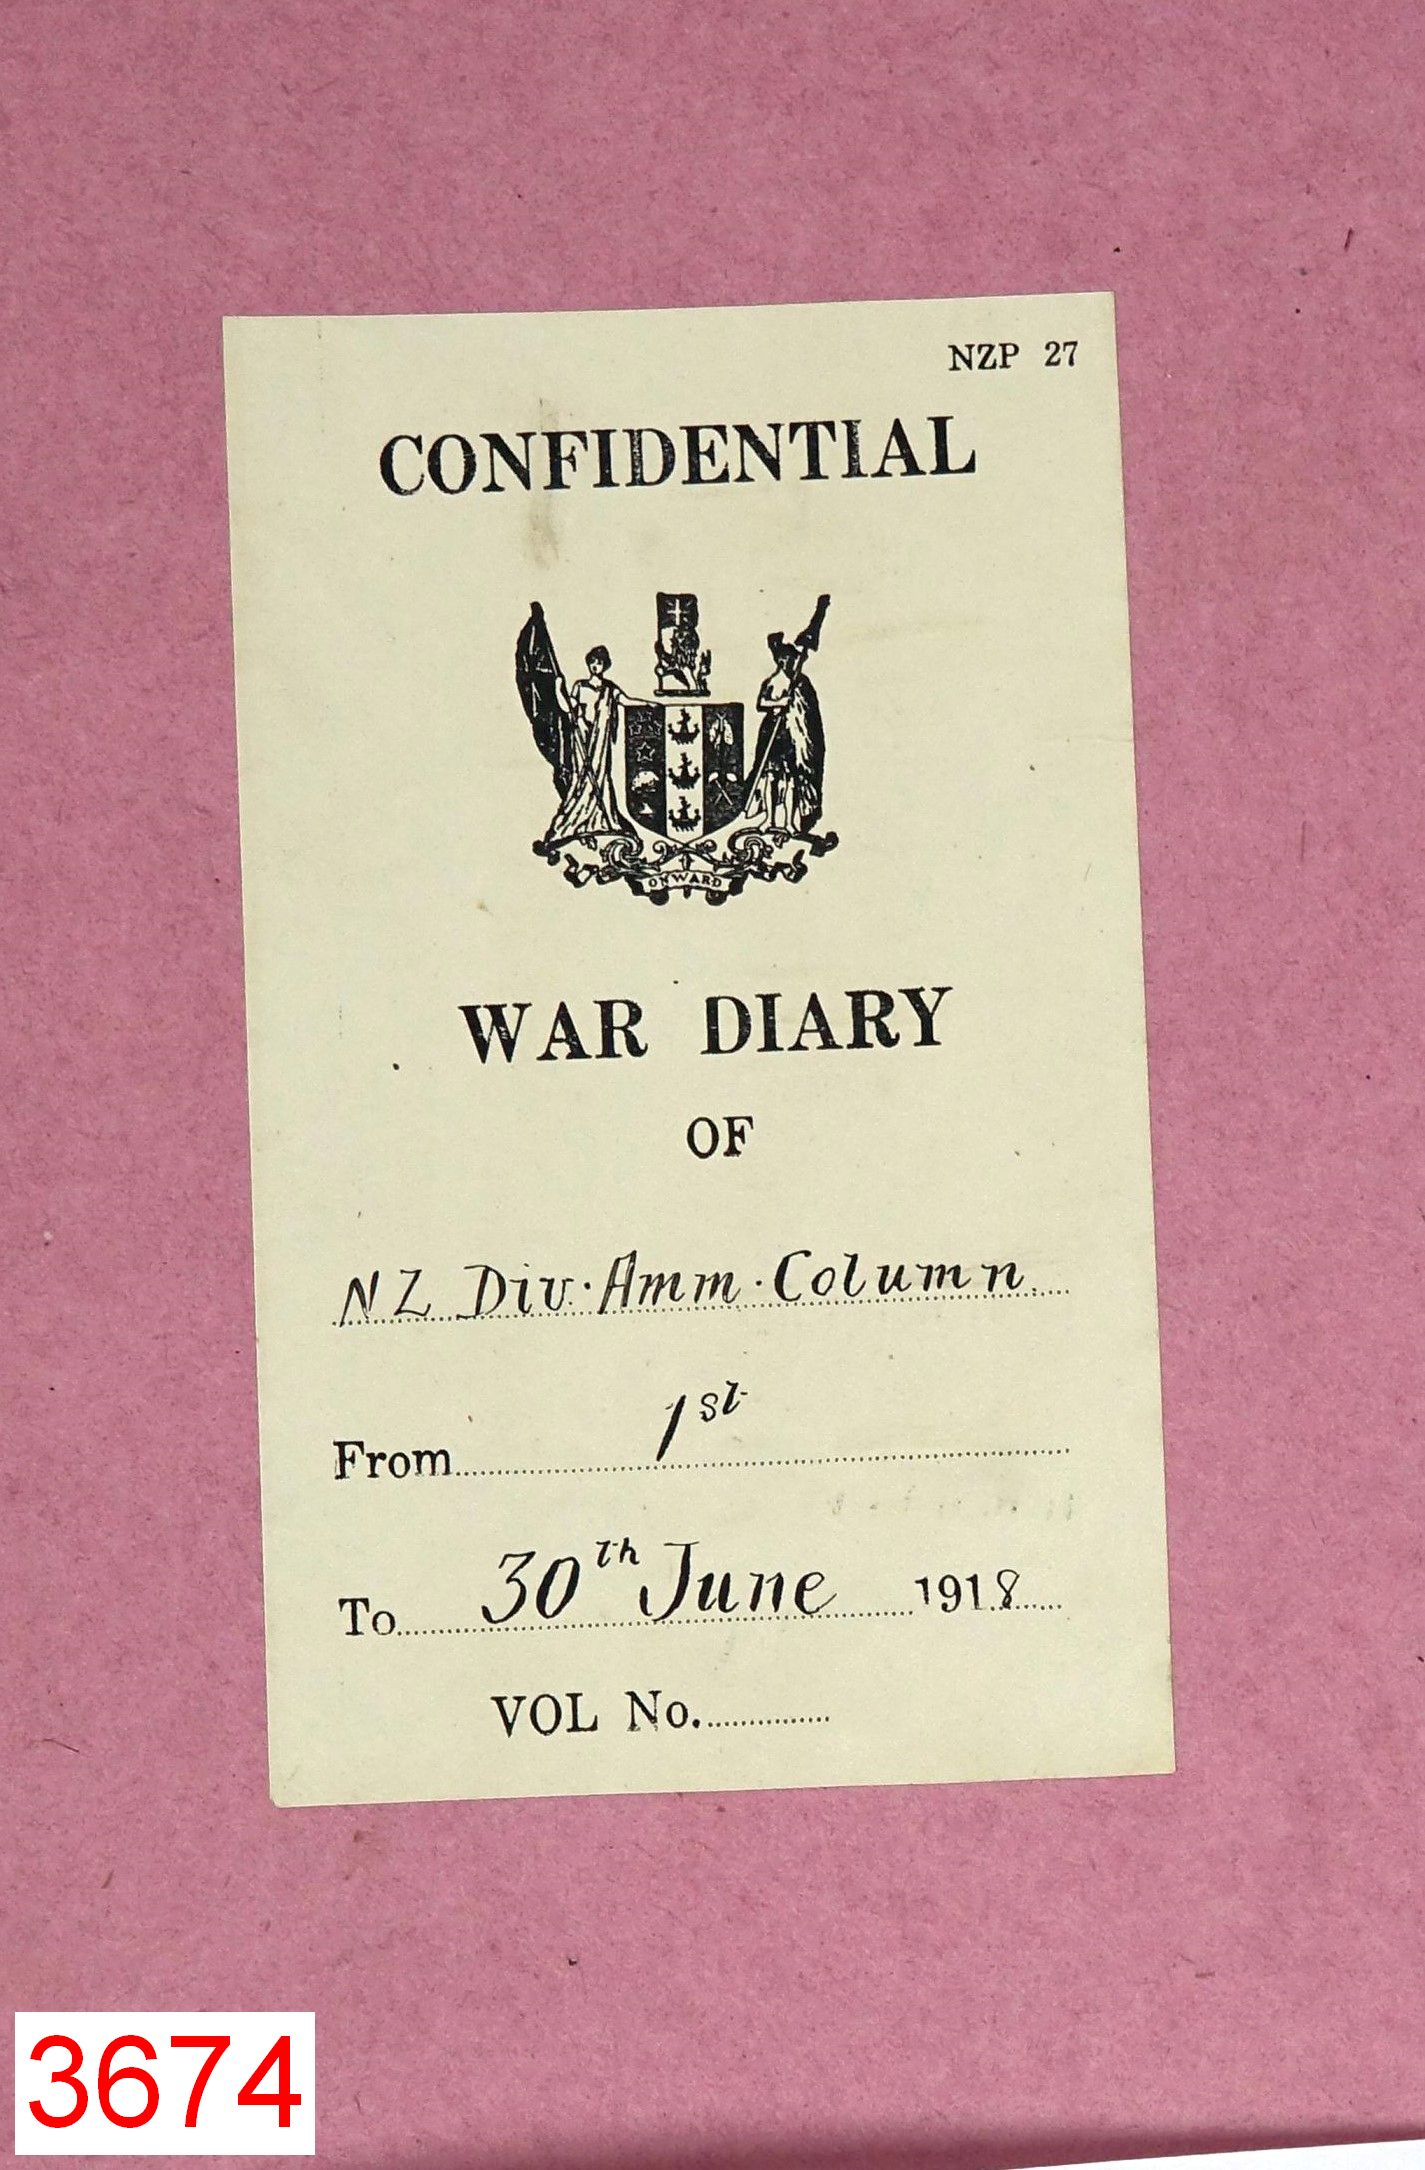 NZP 27
CONFIDENTIAL
ONWARD
WAR DIARY
OF
NZ Div. Amm. Column.
From 1st
To 30th June 1918
VOL No.
3674